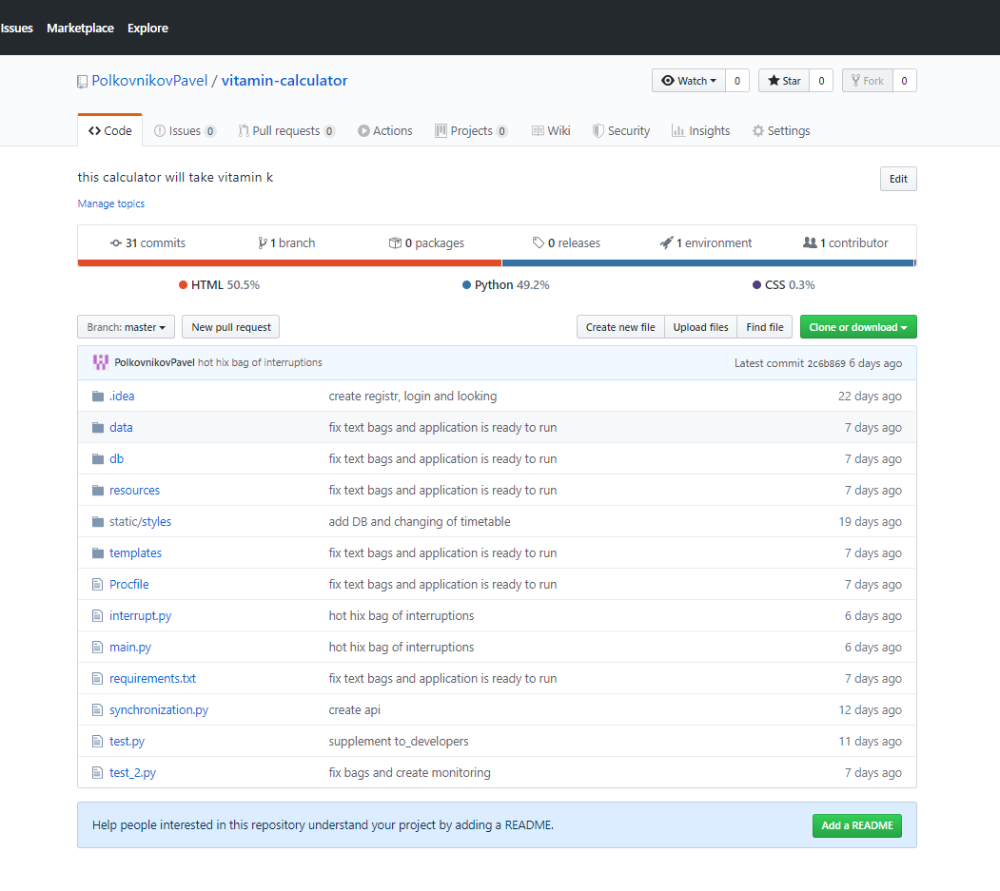 Issues Marketplace Explore
PolkovnikovPavel / vitamin-calculator
Watch 0 Star 0 Fork 0
Code Issues 0 Pull requests 0 Actions Projects 0 Wiki Security Insights Settings
this calculator will take vitamin k
Edit
Manage topics
31 commits 1 branch 0 packages 0 releases 1 environment 1 contributor
HTML 50.5% Python 49.2% CSS 0.3%
Branch: master New pull request Create new file Upload files Find file Clone or download
PolkovnikovPavel hot hix bag of interruptions Latest commit 2c6b869 6 days ago
.idea create registr, login and looking 22 days ago
data fix text bags and application is ready to run 7 days ago
db fix text bags and application is ready to run 7 days ago
resources fix text bags and application is ready to run 7 days ago
static/styles add DB and changing of timetable 19 days ago
templates fix text bags and application is ready to run 7 days ago
Procfile fix text bags and application is ready to run 7 days ago
interrupt.py hot hix bag of interruptions 6 days ago
main.py hot hix bag of interruptions 6 days ago
requirements.txt fix text bags and application is ready to run 7 days ago
synchronization.py create api 12 days ago
test.py supplement to_developers 11 days ago
test_2.py fix bags and create monitoring 7 days ago
Help people interested in this repository understand your project by adding a README.
Add a README